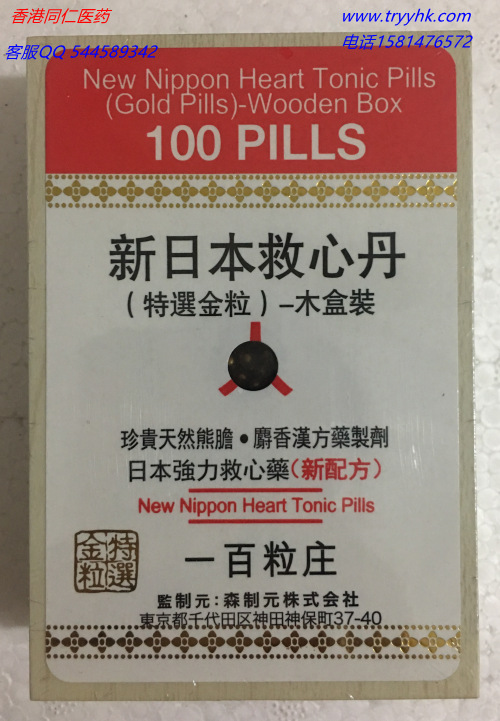 香港同仁医药
www.tryyhk.com
客服QQ 544589342
电话1581476572
New Nippon Heart Tonic Pills
(Gold Pills)-Wooden Box
100 PILLS
新日本救心丹
（特選金粒）–木盒裝
珍貴天然熊膽•麝香漢方藥製劑
日本強力救心藥（新配方）
New Nippon Heart Tonic Pills
特選金粒
一百粒庄
監制元：森制元株式会社
東京都千代田区神田神保町37-40